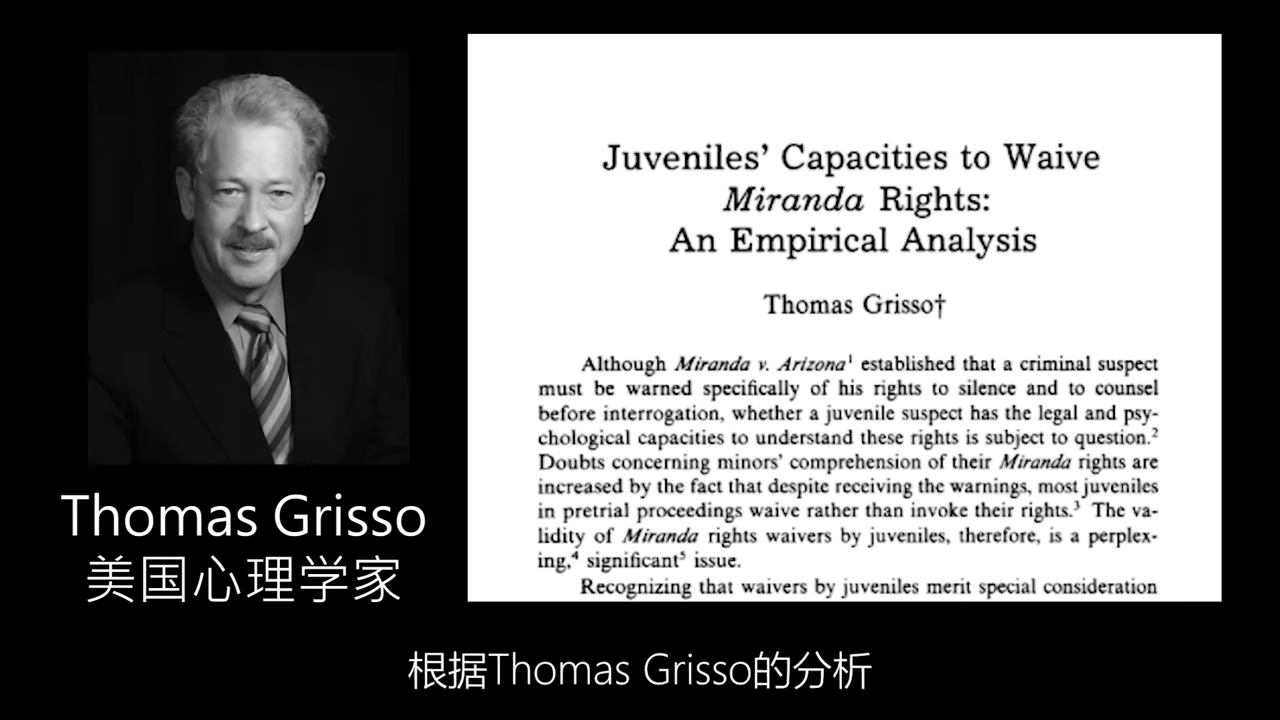 Juveniles' Capacities to Waive
Miranda Rights:
An Empirical Analysis
Thomas Grisso†
Although Miranda v. Arizona¹ established that a criminal suspect
must be warned specifically of his rights to silence and to counsel
before interrogation, whether a juvenile suspect has the legal and psy-
chological capacities to understand these rights is subject to question.²
Doubts concerning minors' comprehension of their Miranda rights are
increased by the fact that despite receiving the warnings, most juveniles
in pretrial proceedings waive rather than invoke their rights.³ The va-
lidity of Miranda rights waivers by juveniles, therefore, is a perplex-
ing,⁴ significant⁵ issue.
Recognizing that waivers by juveniles merit special consideration
Thomas Grisso
美国心理学家
根据Thomas Grisso的分析